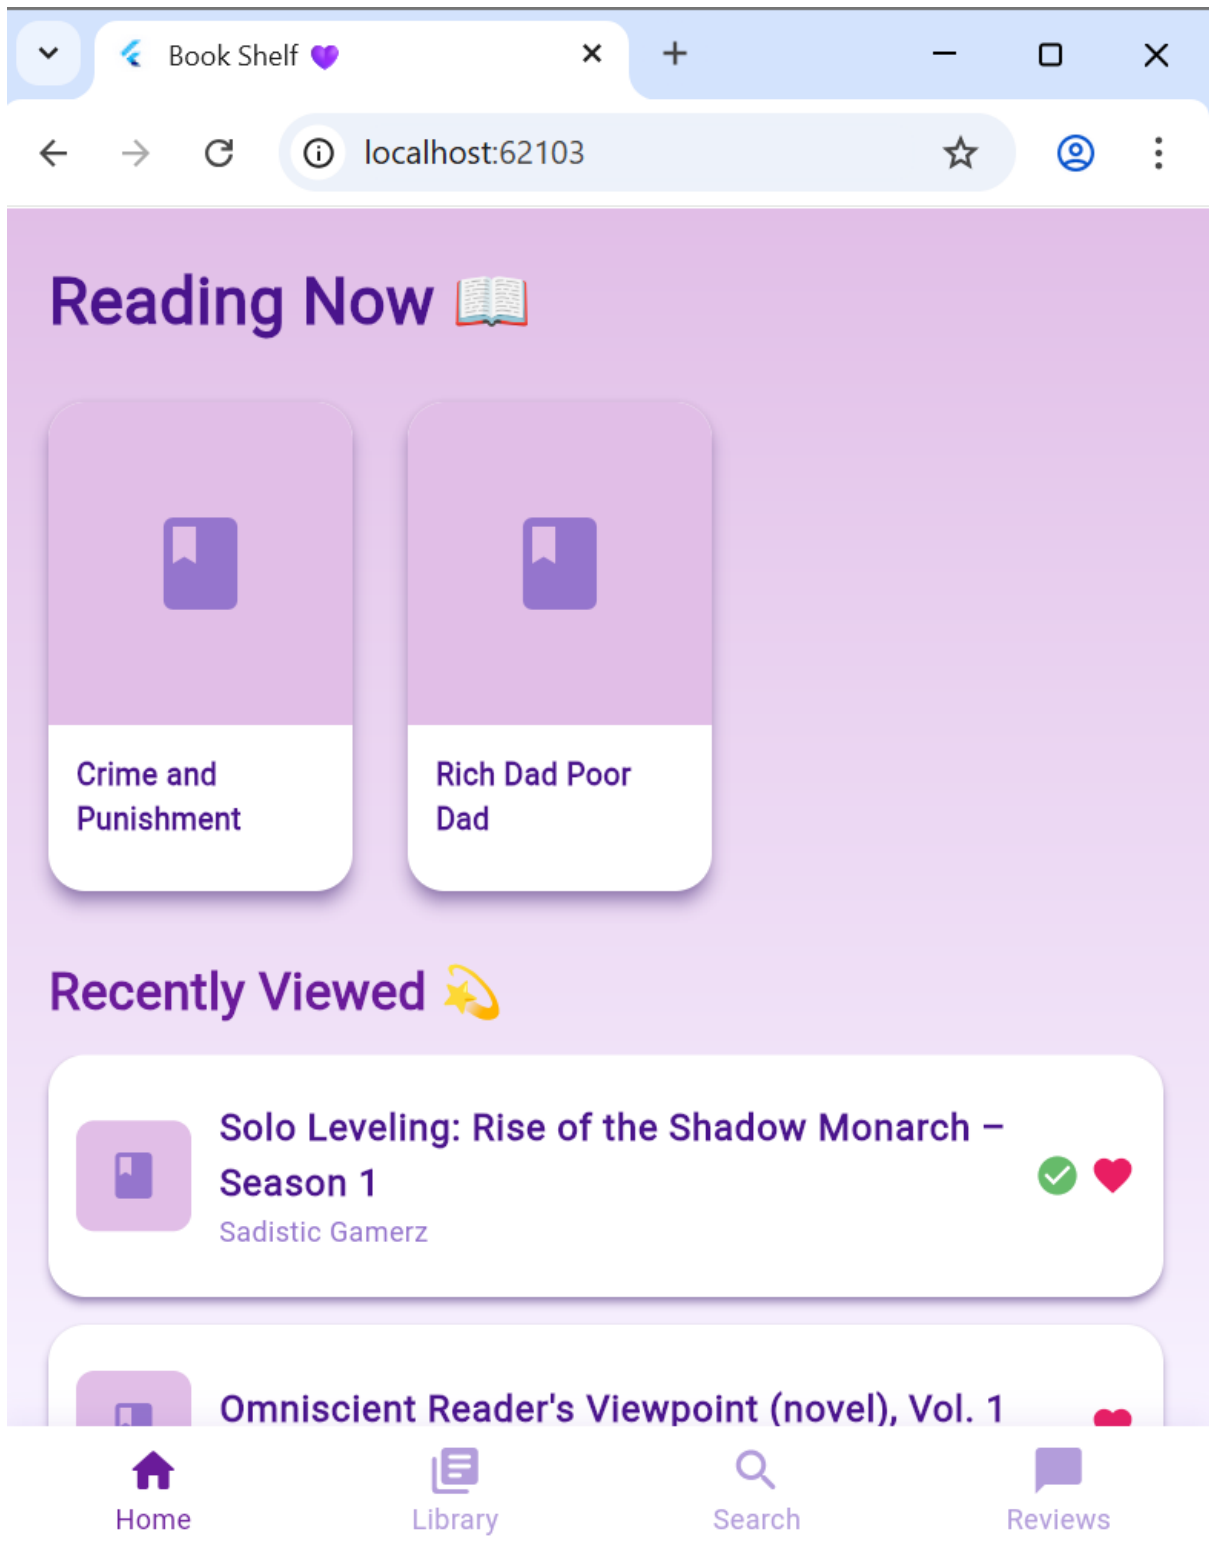 Book Shelf 💜
localhost:62103
Reading Now 📖
Crime and
Punishment
Rich Dad Poor
Dad
Recently Viewed 💫
Solo Leveling: Rise of the Shadow Monarch –
Season 1
Sadistic Gamerz
Omniscient Reader's Viewpoint (novel), Vol. 1
Home
Library
Search
Reviews